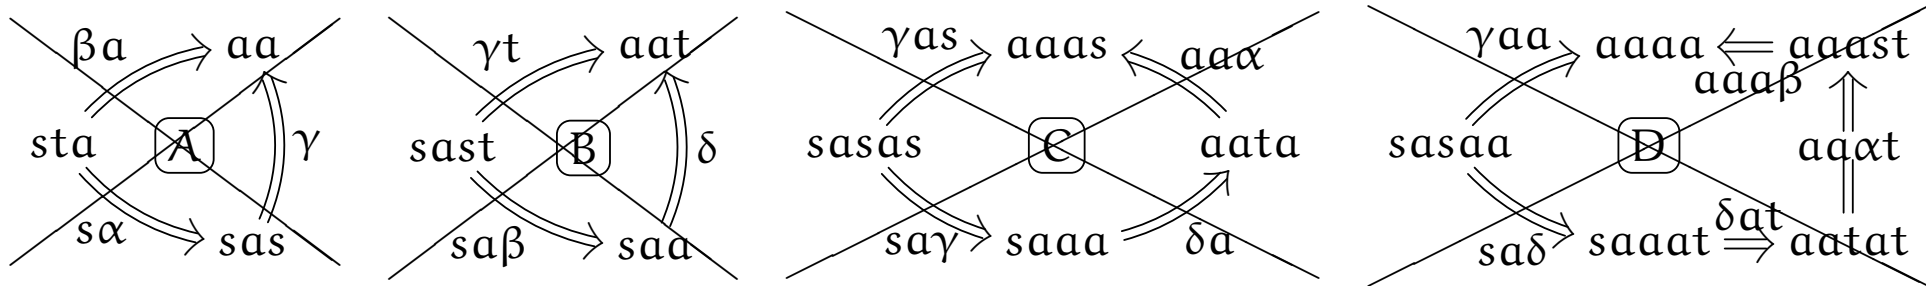 βa aa
sta A γ
sα sas
γt aat
sast B δ
saβ saa
γas aaas aaα
sasas C aata
saγ saaa δa
γaa aaaa aaast
aaaβ
sasaa D aaαt
saδ saaat δat aatat